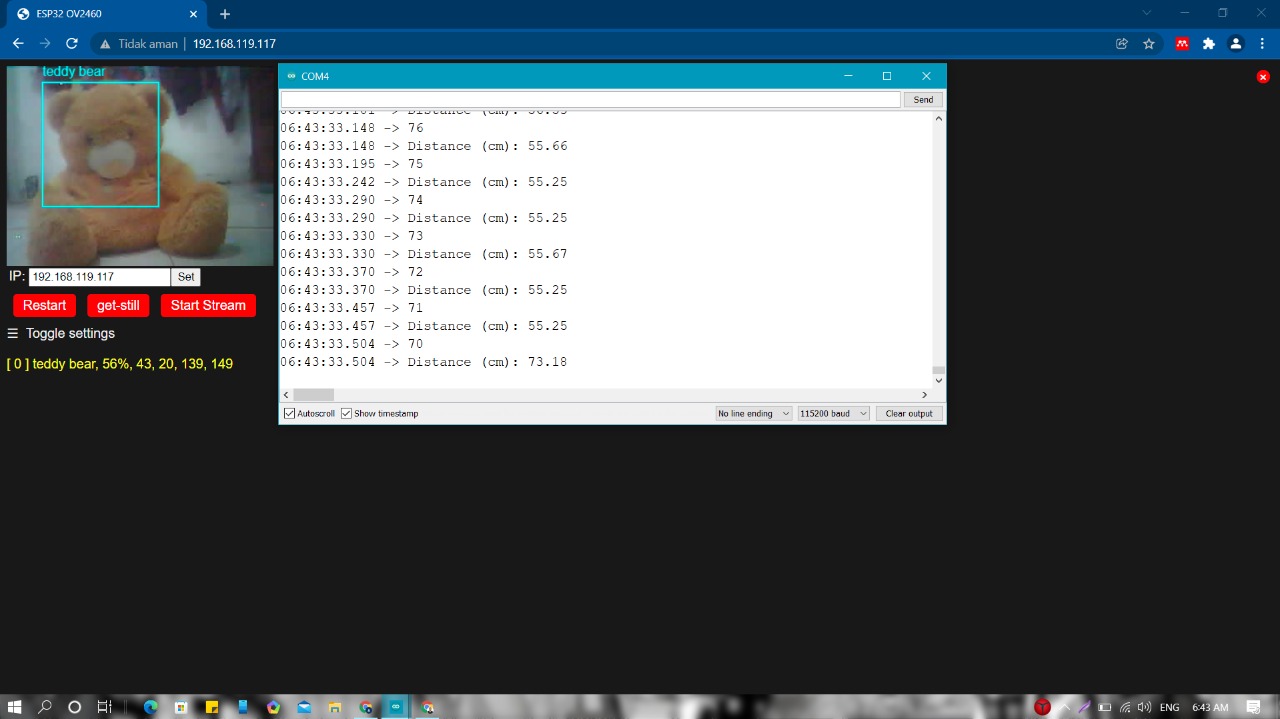 ESP32 OV2460
Tidak aman | 192.168.119.117
teddy bear
IP: 192.168.119.117 Set
Restart get-still Start Stream
Toggle settings
[ 0 ] teddy bear, 56%, 43, 20, 139, 149
COM4
Send
Distance (cm):
06:43:33.148 -> 76
06:43:33.148 -> Distance (cm): 55.66
06:43:33.195 -> 75
06:43:33.242 -> Distance (cm): 55.25
06:43:33.290 -> 74
06:43:33.290 -> Distance (cm): 55.25
06:43:33.330 -> 73
06:43:33.330 -> Distance (cm): 55.67
06:43:33.370 -> 72
06:43:33.370 -> Distance (cm): 55.25
06:43:33.457 -> 71
06:43:33.457 -> Distance (cm): 55.25
06:43:33.504 -> 70
06:43:33.504 -> Distance (cm): 73.18
Autoscroll Show timestamp No line ending 115200 baud Clear output
ENG 6:43 AM